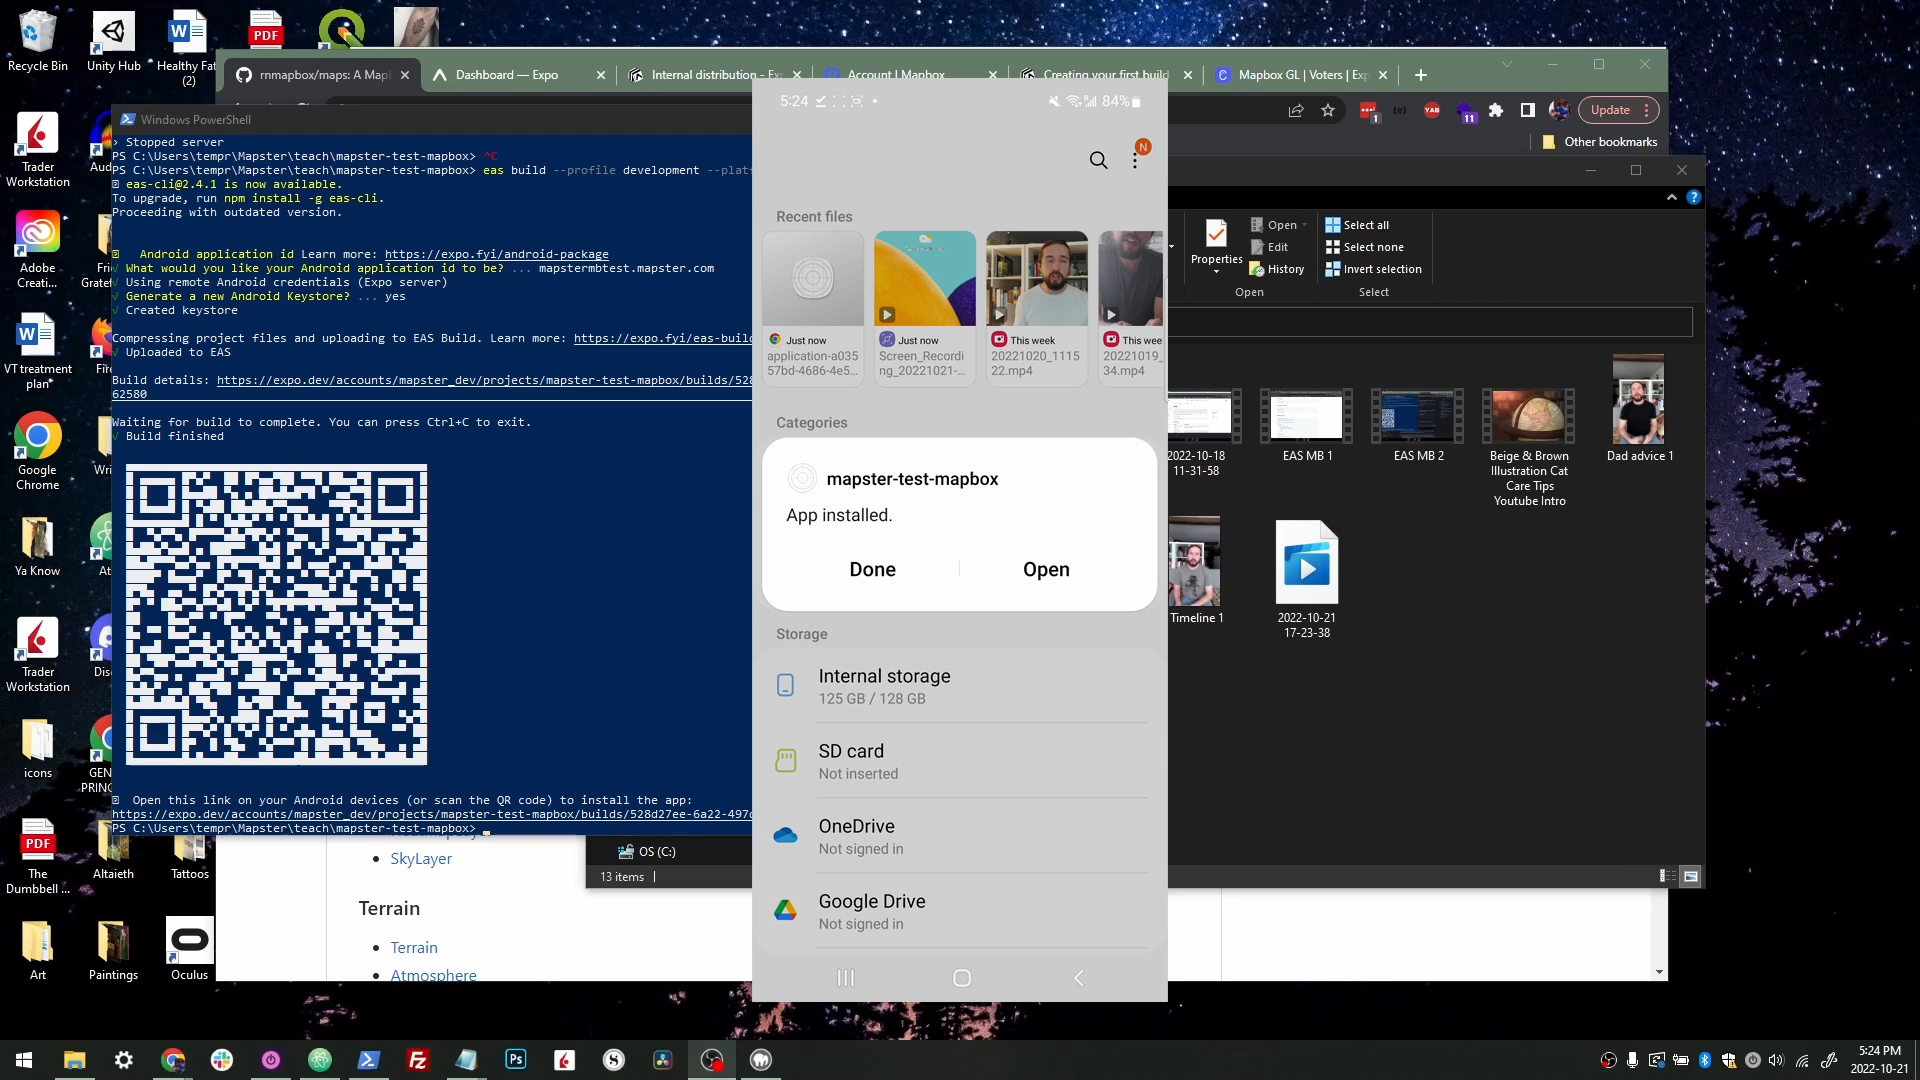 Recycle Bin
Unity Hub
Healthy Fat
(2)
PDF
Trader
Workstation
Adobe
Creati...
VT treatment
plan
Google
Chrome
Ya Know
Trader
Workstation
icons
PDF
The
Dumbbell ...
Altaieth
Tattoos
Art
Paintings
Oculus
rnmapbox/maps: A Map
Dashboard — Expo
Internal distribution - Ex
Account | Mapbox
Creating your first build
Mapbox GL | Voters | Exp
Update
Other bookmarks
Windows PowerShell
› Stopped server
PS C:\Users\tempr\Mapster\teach\mapster-test-mapbox> ^C
PS C:\Users\tempr\Mapster\teach\mapster-test-mapbox> eas build --profile development --plat
eas-cli@2.4.1 is now available.
To upgrade, run npm install -g eas-cli.
Proceeding with outdated version.
Android application id Learn more: https://expo.fyi/android-package
√ What would you like your Android application id to be? ... mapstermbtest.mapster.com
√ Using remote Android credentials (Expo server)
√ Generate a new Android Keystore? ... yes
√ Created keystore
Compressing project files and uploading to EAS Build. Learn more: https://expo.fyi/eas-build
√ Uploaded to EAS
Build details: https://expo.dev/accounts/mapster_dev/projects/mapster-test-mapbox/builds/528
62580
Waiting for build to complete. You can press Ctrl+C to exit.
√ Build finished
Open this link on your Android devices (or scan the QR code) to install the app:
https://expo.dev/accounts/mapster_dev/projects/mapster-test-mapbox/builds/528d27ee-6a22-497c
PS C:\Users\tempr\Mapster\teach\mapster-test-mapbox>
SkyLayer
Terrain
Terrain
Atmosphere
OS (C:)
13 items
5:24
84%
N
Recent files
Just now
application-a035
57bd-4686-4e5...
Just now
Screen_Recordi
ng_20221021-...
This week
20221020_1115
22.mp4
This wee
20221019_
34.mp4
Categories
mapster-test-mapbox
App installed.
Done
Open
Storage
Internal storage
125 GB / 128 GB
SD card
Not inserted
OneDrive
Not signed in
Google Drive
Not signed in
Properties
Open
Edit
History
Open
Select all
Select none
Invert selection
Select
2022-10-18
11-31-58
EAS MB 1
EAS MB 2
Beige & Brown
Illustration Cat
Care Tips
Youtube Intro
Dad advice 1
Timeline 1
2022-10-21
17-23-38
5:24 PM
2022-10-21